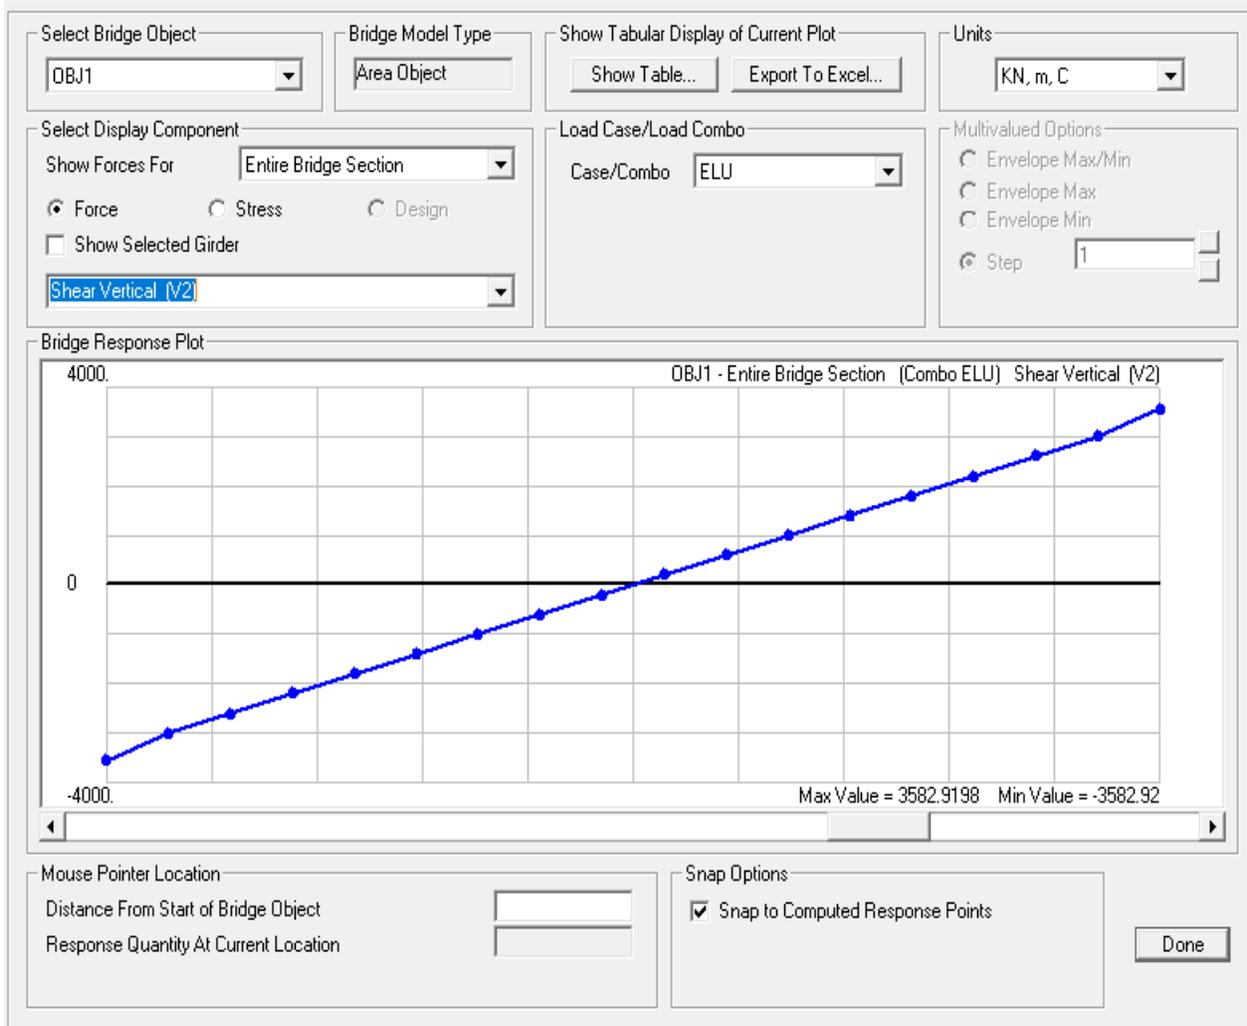 Select Bridge Object
OBJ1
Bridge Model Type
Area Object
Show Tabular Display of Current Plot
Show Table...
Export To Excel...
Units
KN, m, C
Select Display Component
Show Forces For
Entire Bridge Section
Force
Stress
Design
Show Selected Girder
Shear Vertical (V2)
Load Case/Load Combo
Case/Combo
ELU
Multivalued Options
Envelope Max/Min
Envelope Max
Envelope Min
Step
1
Bridge Response Plot
4000.
OBJ1 - Entire Bridge Section (Combo ELU) Shear Vertical (V2)
0
-4000.
Max Value = 3582.9198 Min Value = -3582.92
Mouse Pointer Location
Distance From Start of Bridge Object
Response Quantity At Current Location
Snap Options
Snap to Computed Response Points
Done